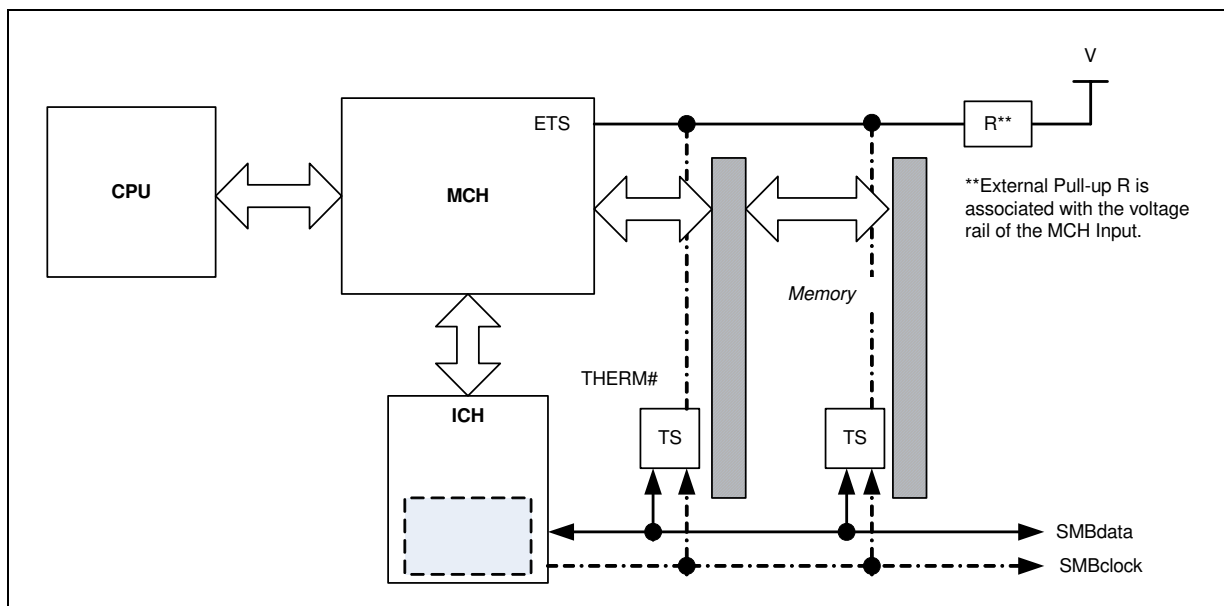 V
ETS
R**
CPU
MCH
**External Pull-up R is
associated with the voltage
rail of the MCH Input.
Memory
THERM#
ICH
TS
TS
SMBdata
SMBclock